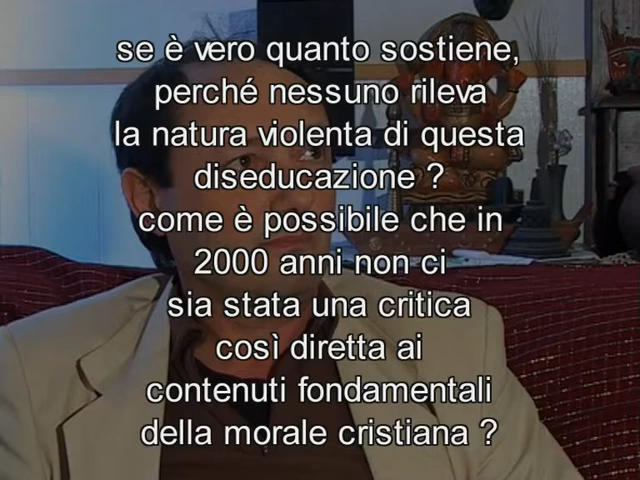 se è vero quanto sostiene,
perché nessuno rileva
la natura violenta di questa
diseducazione ?
come è possibile che in
2000 anni non ci
sia stata una critica
così diretta ai
contenuti fondamentali
della morale cristiana ?